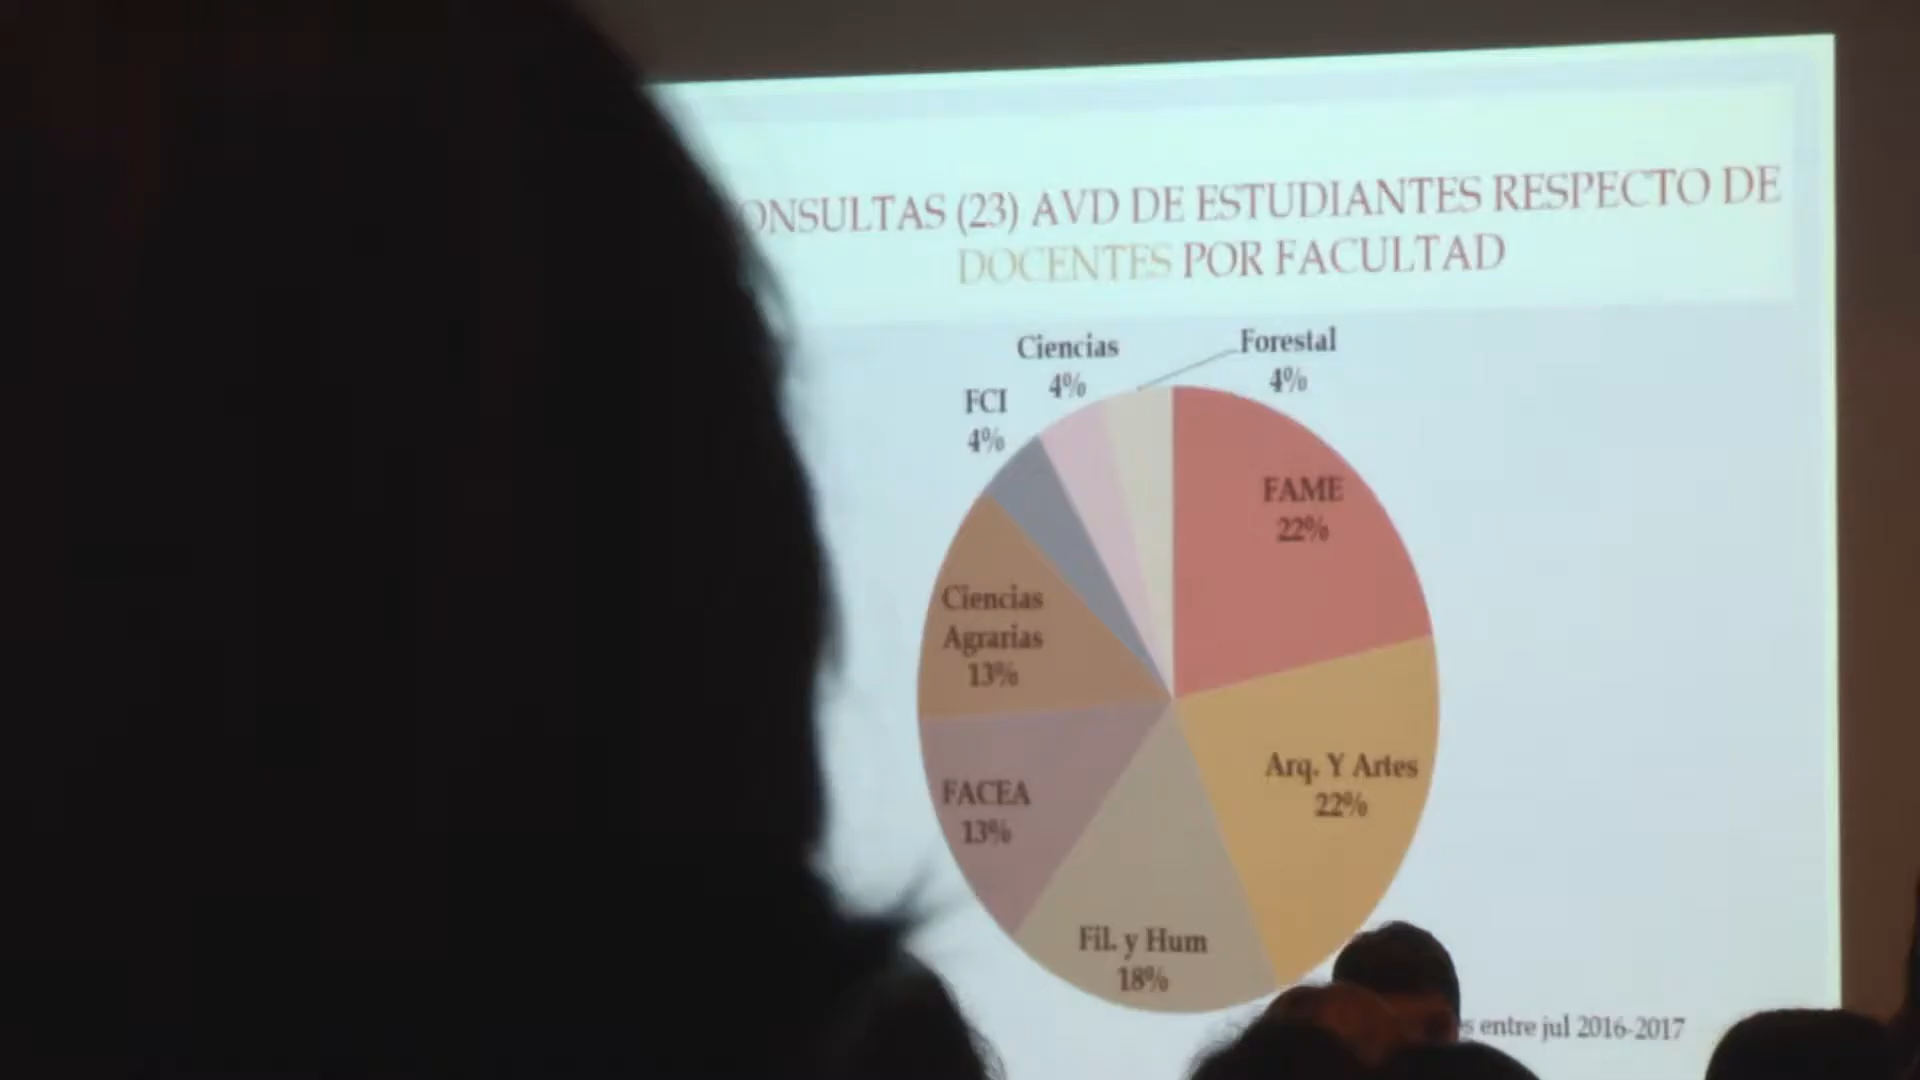 ONSULTAS (23) AVD DE ESTUDIANTES RESPECTO DE
DOCENTES POR FACULTAD
Ciencias
4%
Forestal
4%
FCI
4%
FAME
22%
Ciencias
Agrarias
13%
Arq. Y Artes
22%
FACEA
13%
Fil. y Hum
18%
s entre jul 2016-2017